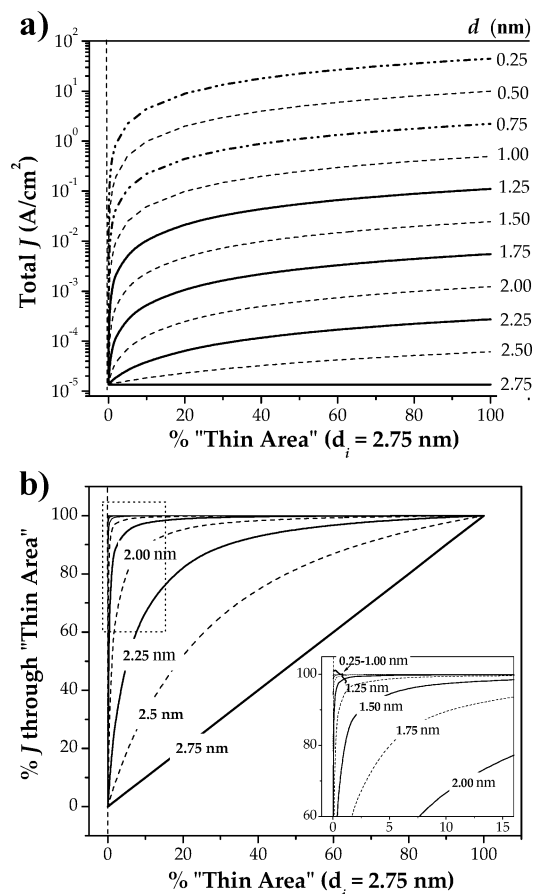 a)
d (nm)
10²
10¹
10⁰
10⁻¹
10⁻²
10⁻³
10⁻⁴
10⁻⁵
Total J (A/cm²)
0.25
0.50
0.75
1.00
1.25
1.50
1.75
2.00
2.25
2.50
2.75
0 20 40 60 80 100
% "Thin Area" (dᵢ = 2.75 nm)
b)
100
80
60
40
20
0
% J through "Thin Area"
2.00 nm
2.25 nm
2.5 nm
2.75 nm
100
80
60
0.25-1.00 nm
1.25 nm
1.50 nm
1.75 nm
2.00 nm
0 5 10 15
0 20 40 60 80 100
% "Thin Area" (dᵢ = 2.75 nm)